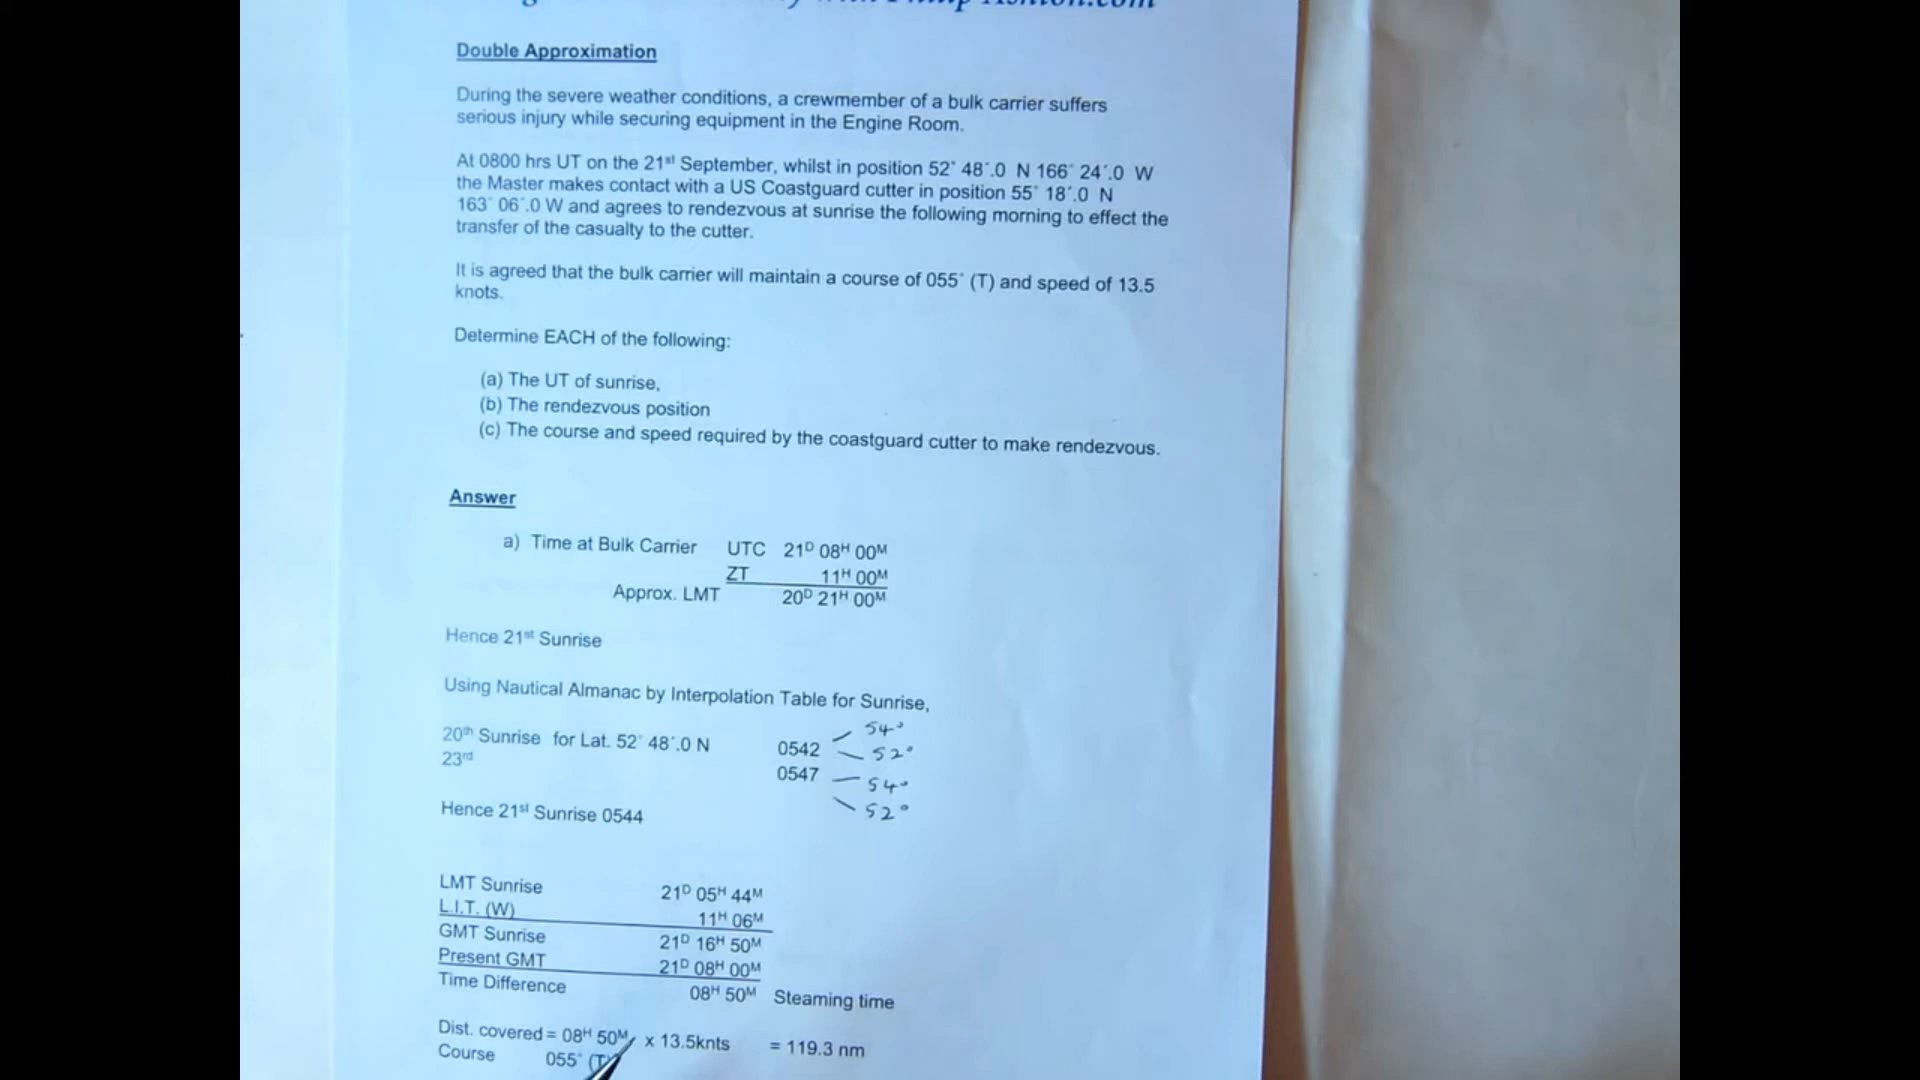 with Philip Ashton.com
Double Approximation
During the severe weather conditions, a crewmember of a bulk carrier suffers
serious injury while securing equipment in the Engine Room.
At 0800 hrs UT on the 21st September, whilst in position 52° 48´.0 N 166° 24´.0 W
the Master makes contact with a US Coastguard cutter in position 55° 18´.0 N
163° 06´.0 W and agrees to rendezvous at sunrise the following morning to effect the
transfer of the casualty to the cutter.
It is agreed that the bulk carrier will maintain a course of 055° (T) and speed of 13.5
knots.
Determine EACH of the following:
(a) The UT of sunrise,
(b) The rendezvous position
(c) The course and speed required by the coastguard cutter to make rendezvous.
Answer
a) Time at Bulk Carrier UTC 21D 08H 00M
ZT 11H 00M
Approx. LMT 20D 21H 00M
Hence 21st Sunrise
Using Nautical Almanac by Interpolation Table for Sunrise,
54°
20th Sunrise for Lat. 52° 48´.0 N 0542 52°
23rd 0547 54°
52°
Hence 21st Sunrise 0544
LMT Sunrise 21D 05H 44M
L.I.T. (W) 11H 06M
GMT Sunrise 21D 16H 50M
Present GMT 21D 08H 00M
Time Difference 08H 50M Steaming time
Dist. covered = 08H 50M x 13.5knts = 119.3 nm
Course 055° (T)